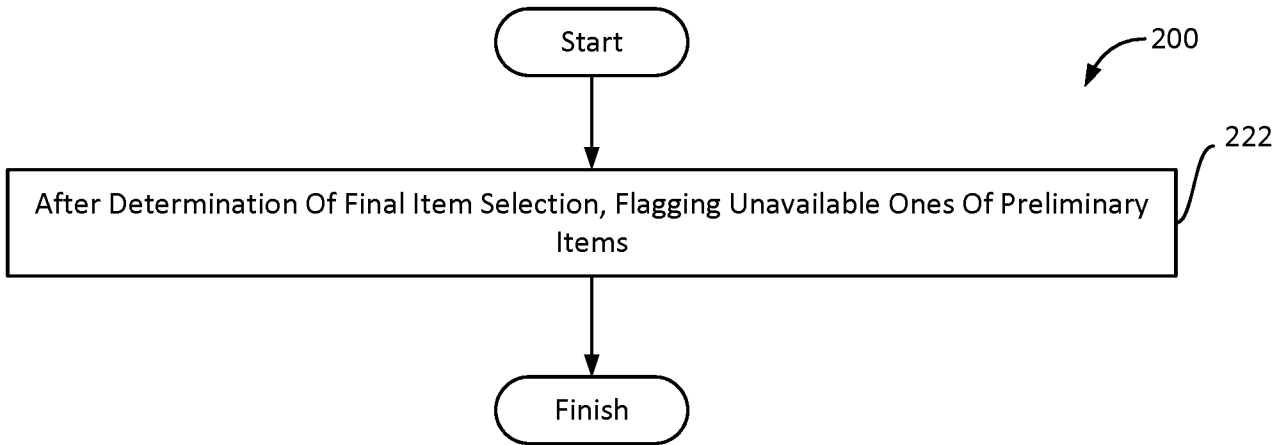 Start
200
222
After Determination Of Final Item Selection, Flagging Unavailable Ones Of Preliminary
Items
Finish